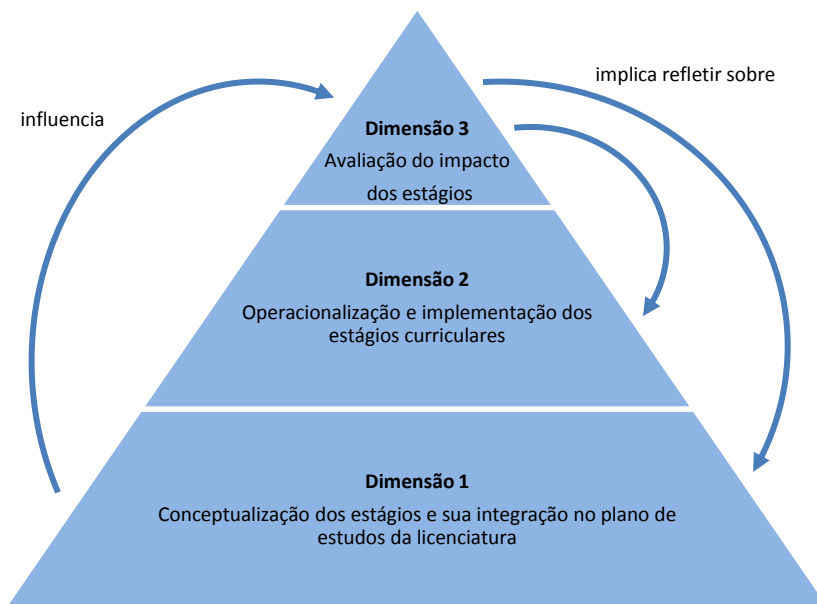 implica refletir sobre
influencia
Dimensão 3
Avaliação do impacto
dos estágios
Dimensão 2
Operacionalização e implementação dos
estágios curriculares
Dimensão 1
Conceptualização dos estágios e sua integração no plano de
estudos da licenciatura